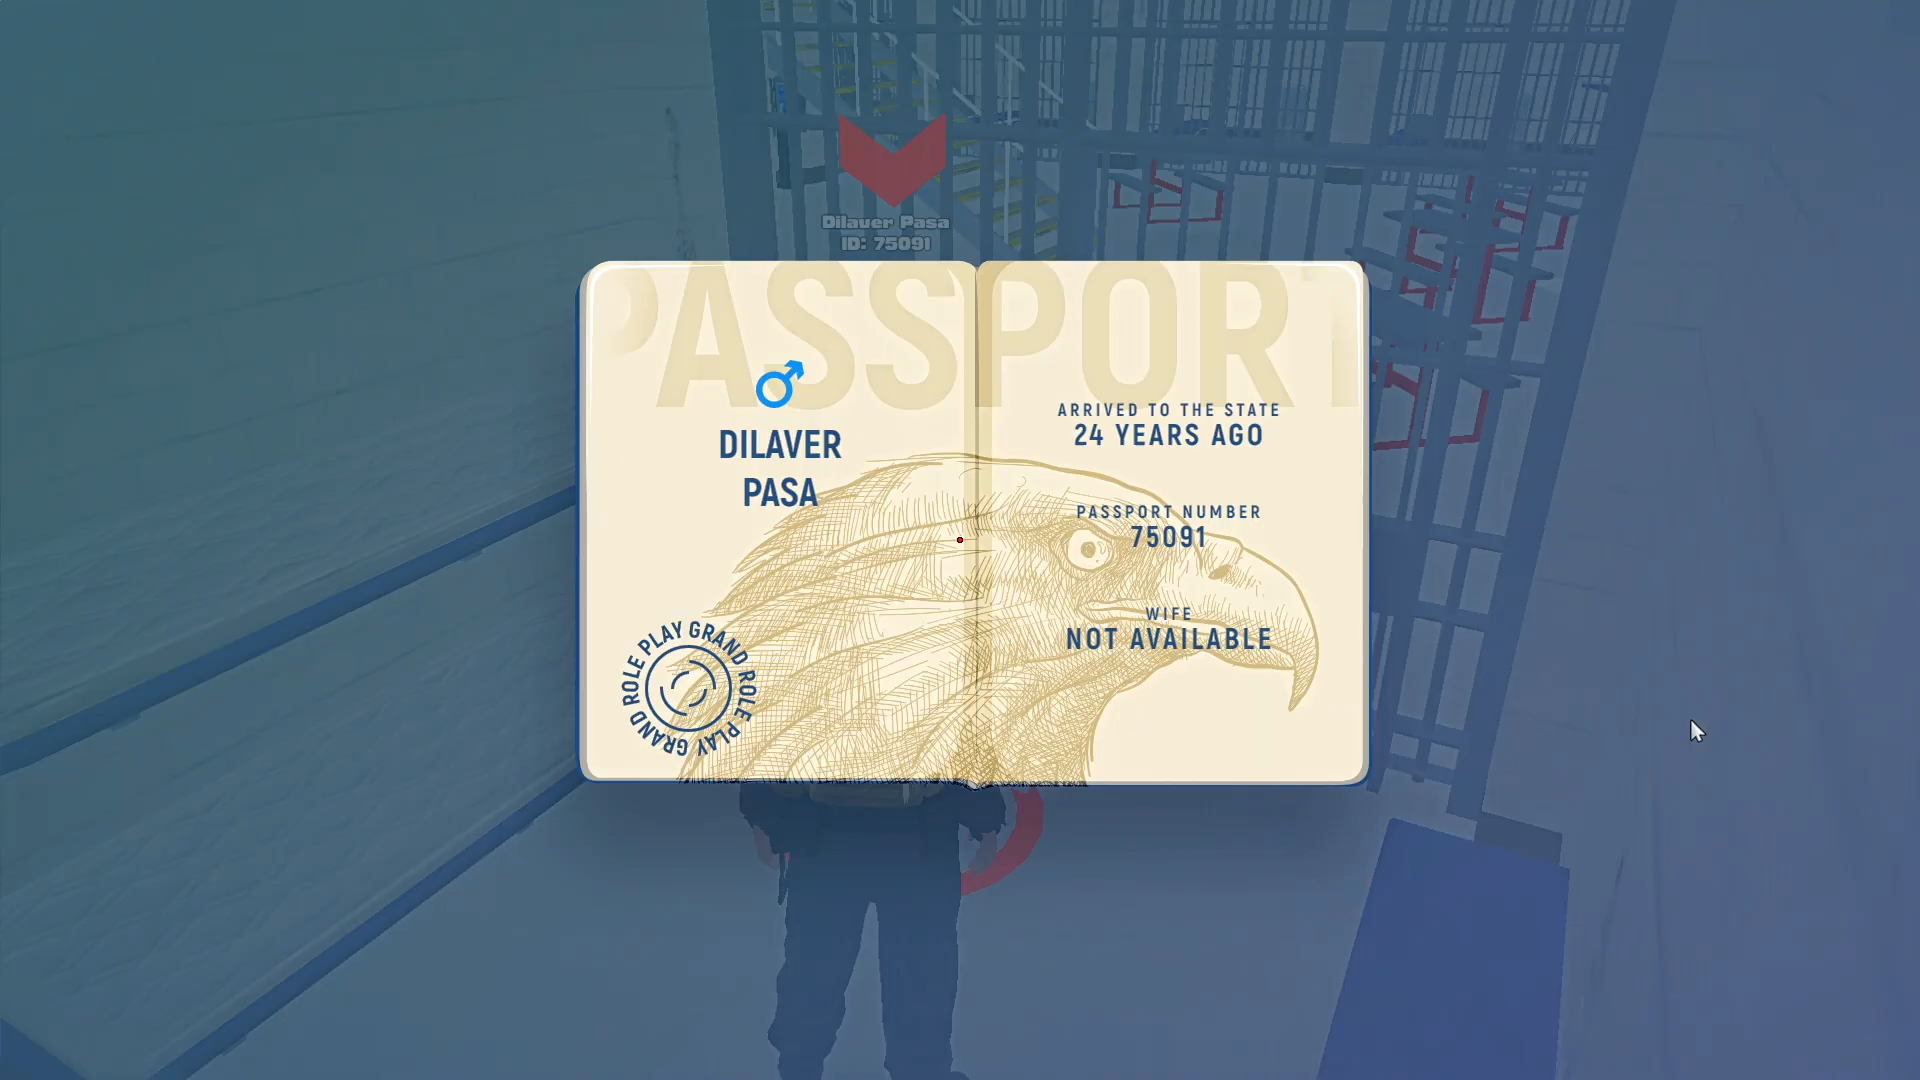 Dilaver Pasa
ID: 75091
PASSPORT
DILAVER
PASA
ARRIVED TO THE STATE
24 YEARS AGO
PASSPORT NUMBER
75091
WIFE
NOT AVAILABLE
GRAND ROLE PLAY GRAND ROLE PLAY